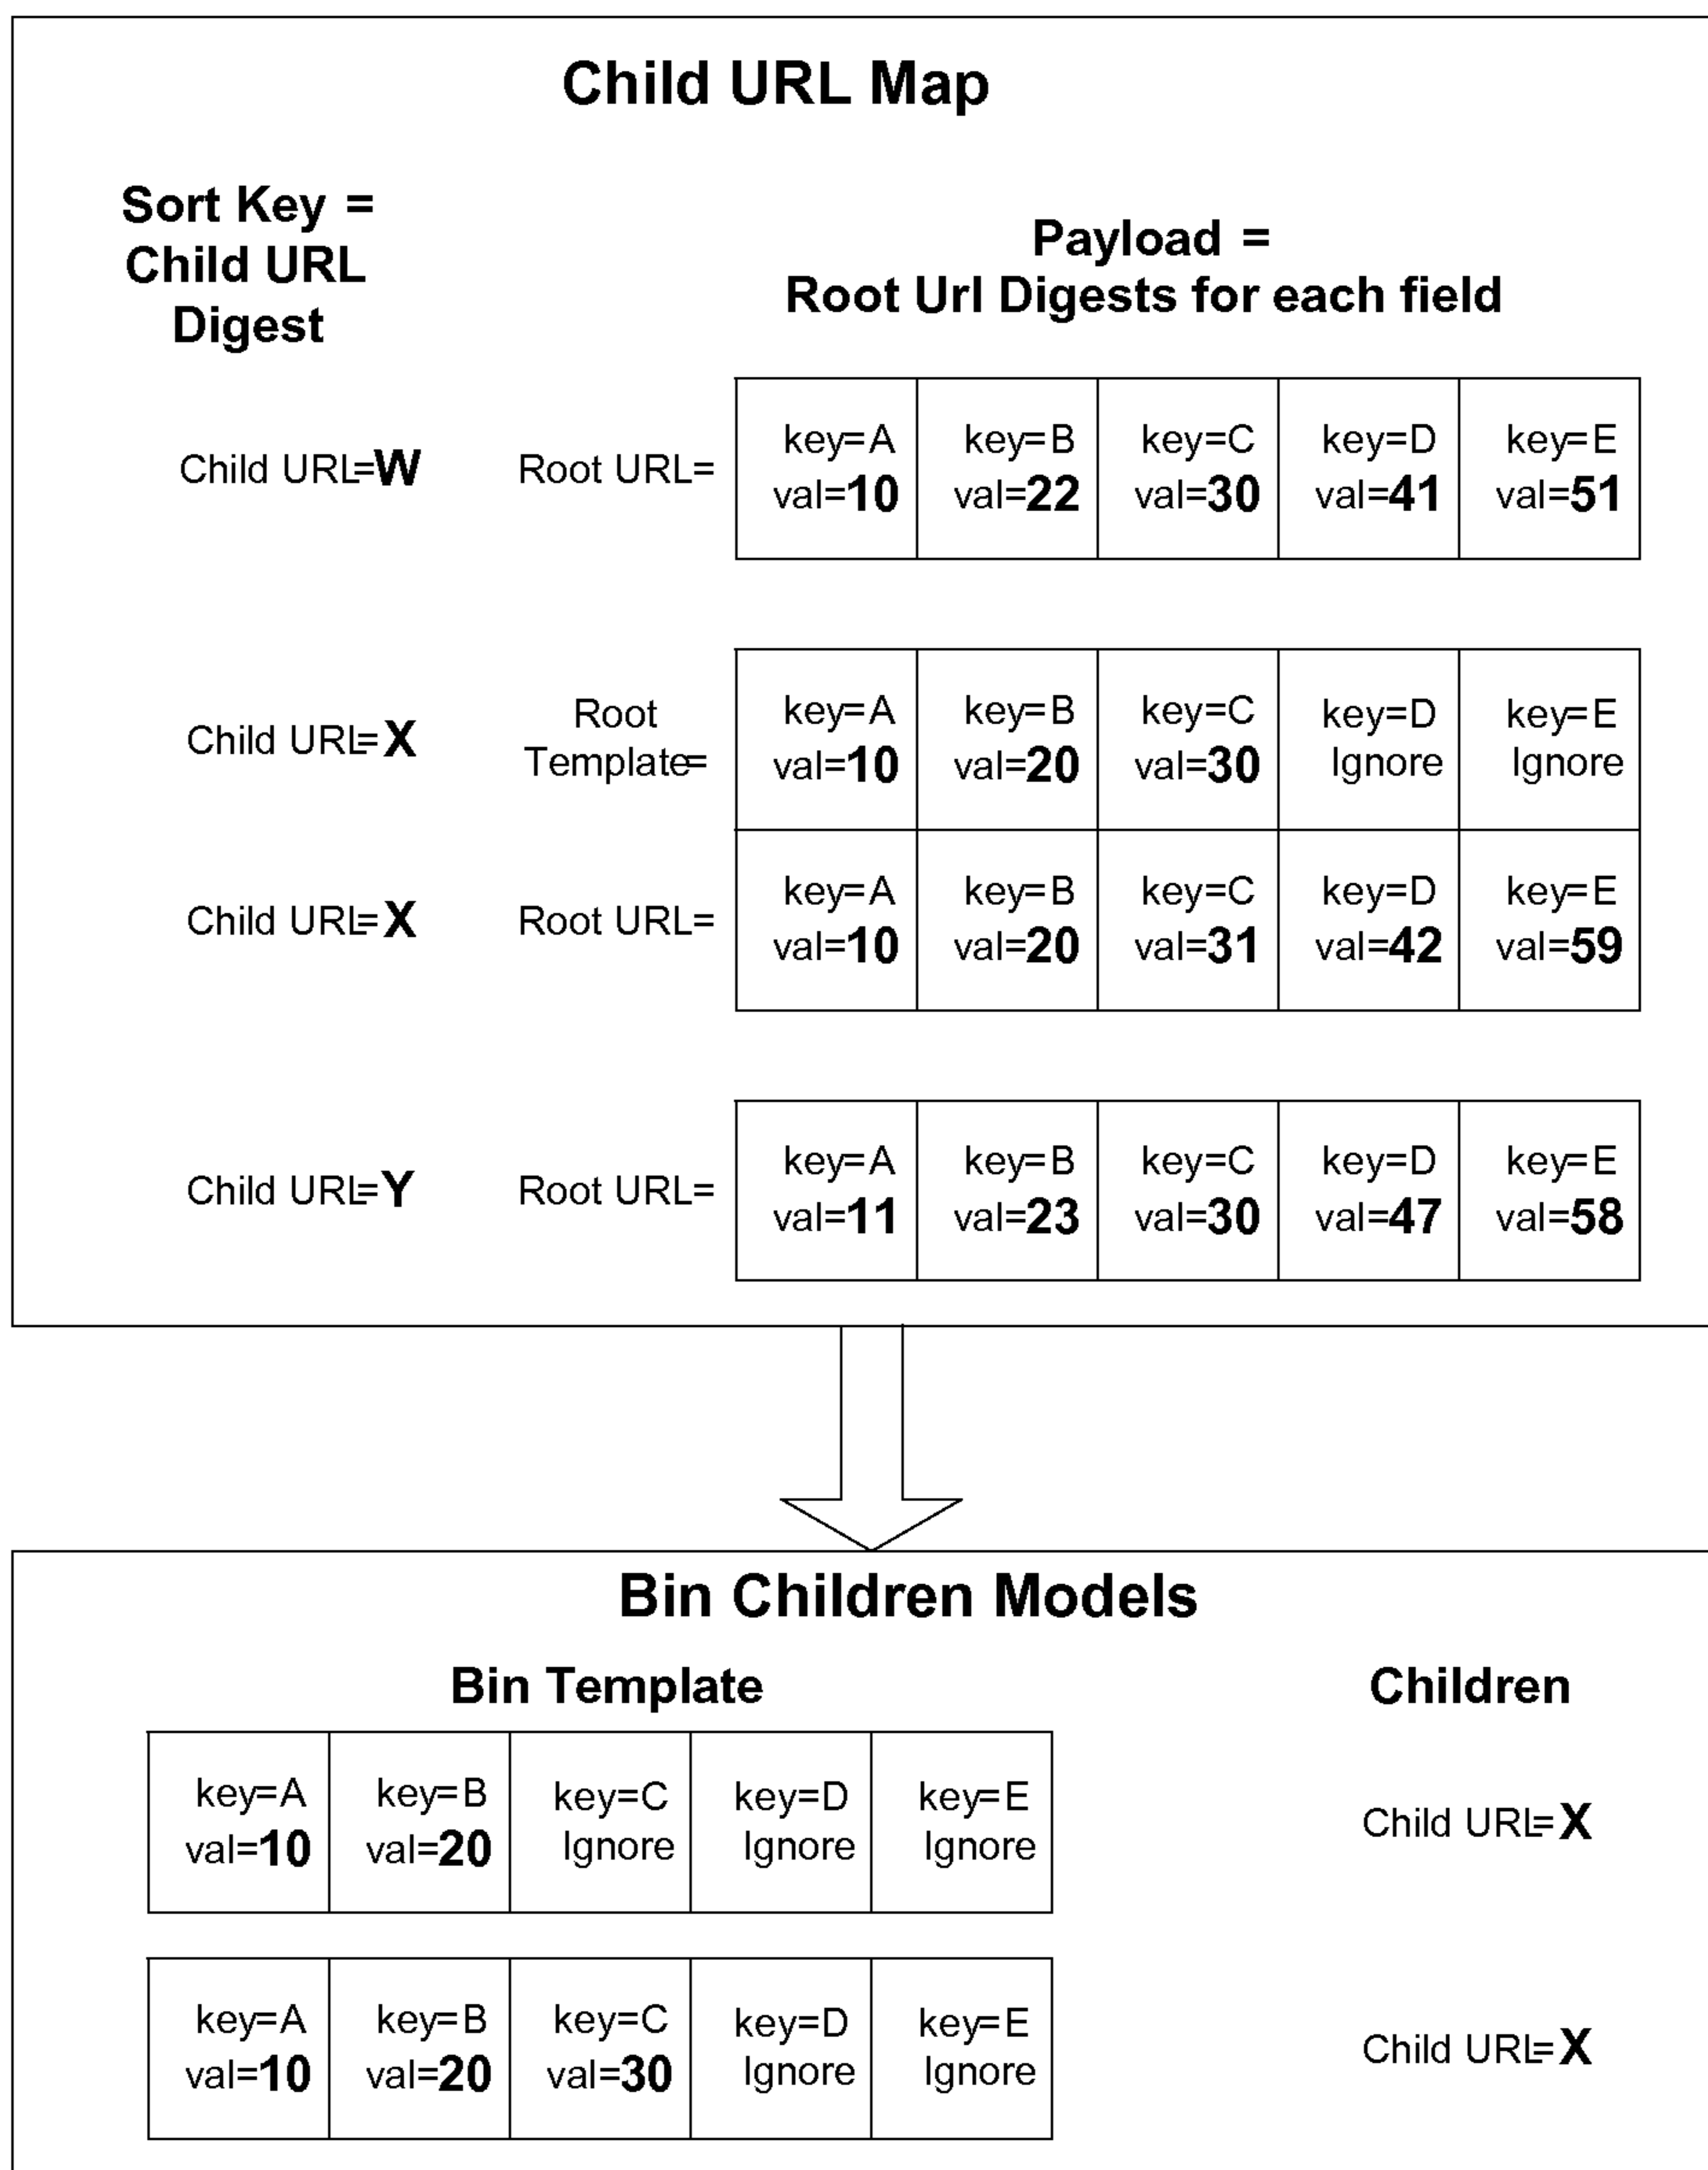 Child URL Map
Sort Key =
Child URL
Digest
Payload =
Root Url Digests for each field
Child URL=W Root URL=
key=A key=B key=C key=D key=E
val=10 val=22 val=30 val=41 val=51
Child URL=X
Root
Template=
key=A key=B key=C key=D key=E
val=10 val=20 val=30 Ignore Ignore
Child URL=X Root URL=
key=A key=B key=C key=D key=E
val=10 val=20 val=31 val=42 val=59
Child URL=Y Root URL=
key=A key=B key=C key=D key=E
val=11 val=23 val=30 val=47 val=58
Bin Children Models
Bin Template Children
key=A key=B key=C key=D key=E
val=10 val=20 Ignore Ignore Ignore
Child URL=X
key=A key=B key=C key=D key=E
val=10 val=20 val=30 Ignore Ignore
Child URL=X